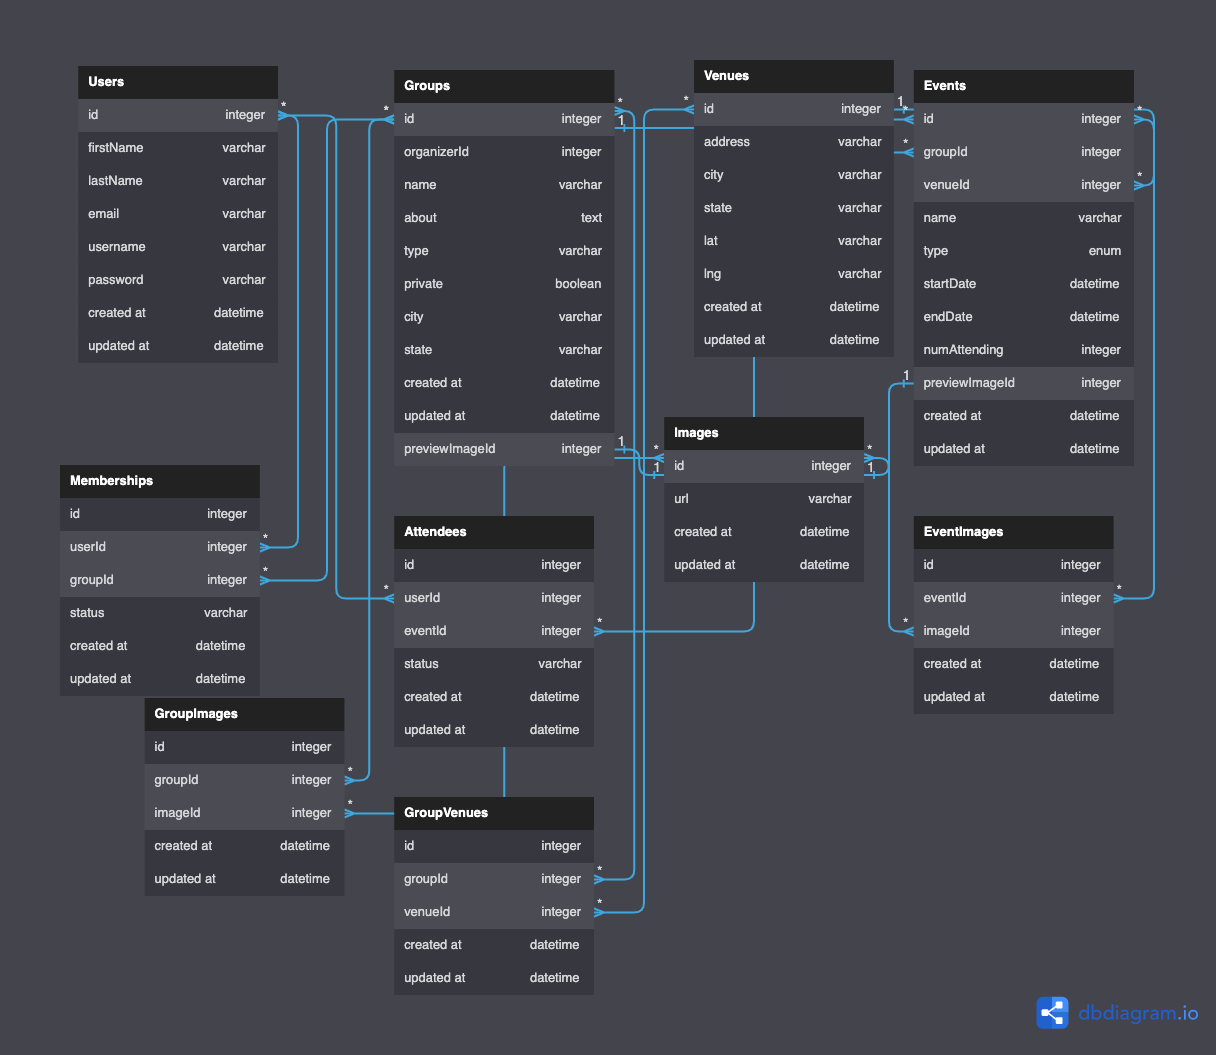 Users
id integer
firstName varchar
lastName varchar
email varchar
username varchar
password varchar
created at datetime
updated at datetime
Groups
id integer
organizerId integer
name varchar
about text
type varchar
private boolean
city varchar
state varchar
created at datetime
updated at datetime
previewImageId integer
Venues
id integer
address varchar
city varchar
state varchar
lat varchar
lng varchar
created at datetime
updated at datetime
Events
id integer
groupId integer
venueId integer
name varchar
type enum
startDate datetime
endDate datetime
numAttending integer
previewImageId integer
created at datetime
updated at datetime
Images
id integer
url varchar
created at datetime
updated at datetime
Memberships
id integer
userId integer
groupId integer
status varchar
created at datetime
updated at datetime
Attendees
id integer
userId integer
eventId integer
status varchar
created at datetime
updated at datetime
EventImages
id integer
eventId integer
imageId integer
created at datetime
updated at datetime
GroupImages
id integer
groupId integer
imageId integer
created at datetime
updated at datetime
GroupVenues
id integer
groupId integer
venueId integer
created at datetime
updated at datetime
*
*
*
1
*
1
*
*
*
*
1
1
*
1
*
1
*
*
*
*
*
*
*
*
*
*
dbdiagram.io